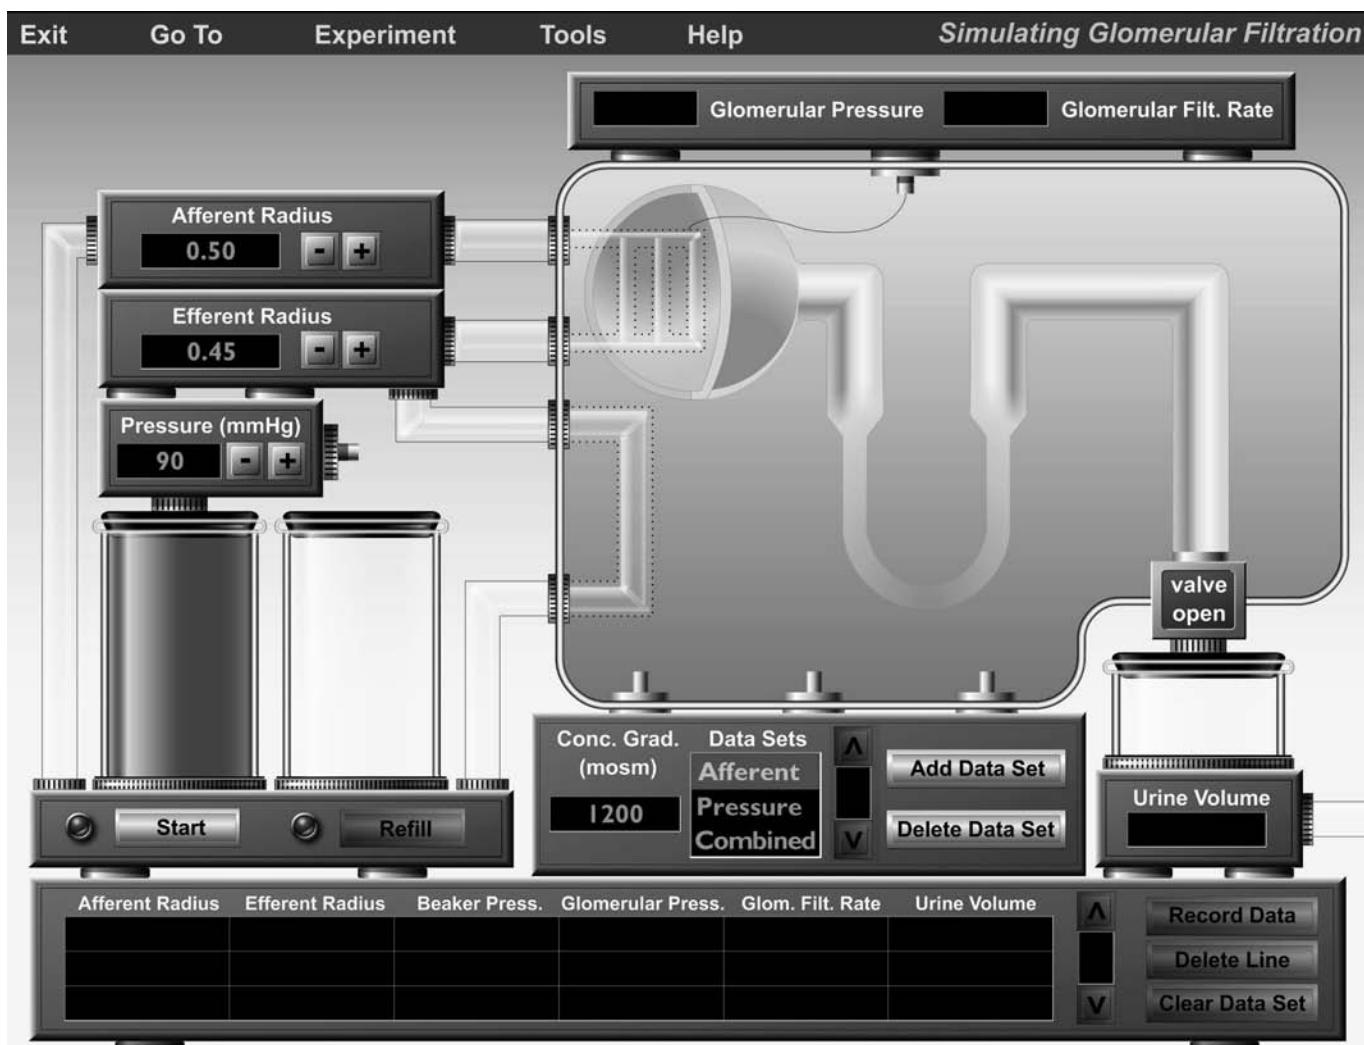 Exit Go To Experiment Tools Help Simulating Glomerular Filtration
Glomerular Pressure Glomerular Filt. Rate
Afferent Radius
0.50 - +
Efferent Radius
0.45 - +
Pressure (mmHg)
90 - +
valve
open
Conc. Grad.
(mosm)
1200
Data Sets
Afferent
Pressure
Combined
Λ
V
Add Data Set
Delete Data Set
Urine Volume
Start Refill
Afferent Radius Efferent Radius Beaker Press. Glomerular Press. Glom. Filt. Rate Urine Volume
Λ
V
Record Data
Delete Line
Clear Data Set